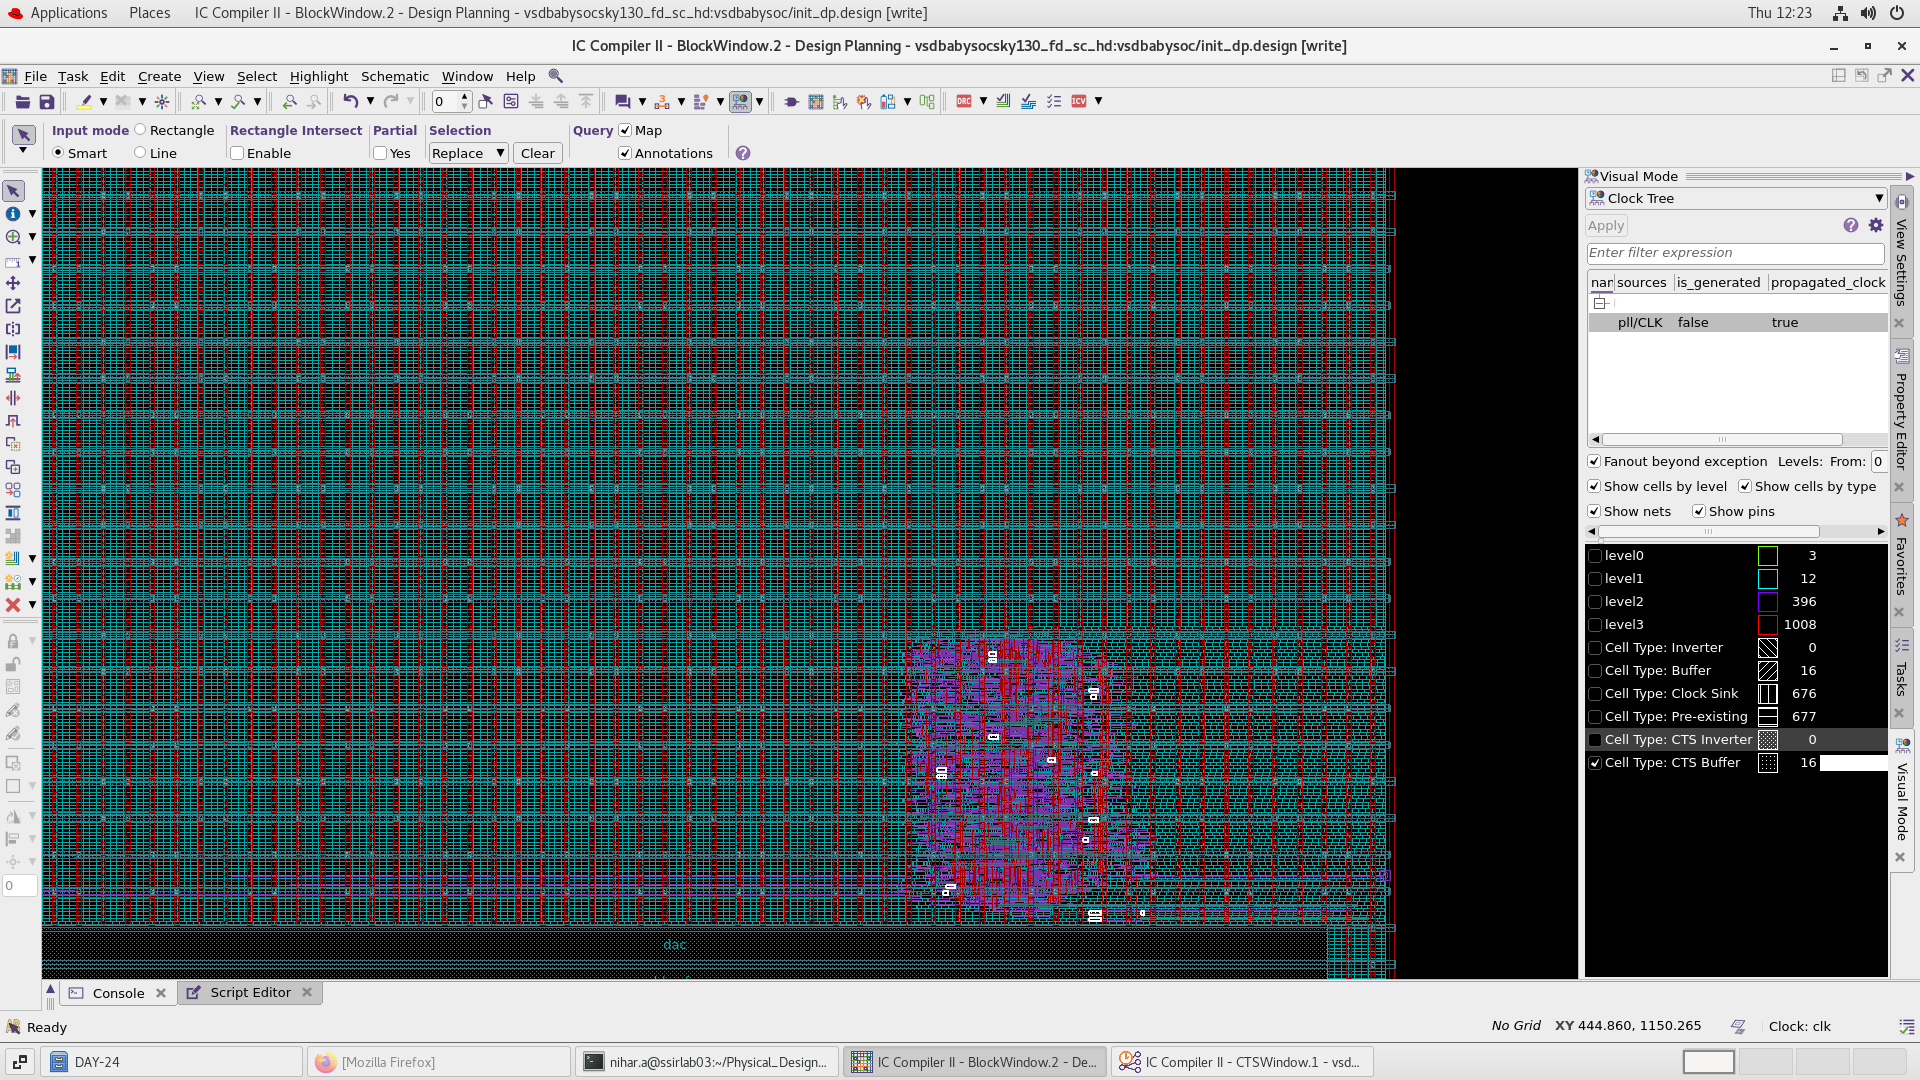 Applications Places IC Compiler II - BlockWindow.2 - Design Planning - vsdbabysocsky130_fd_sc_hd:vsdbabysoc/init_dp.design [write] Thu 12:23
IC Compiler II - BlockWindow.2 - Design Planning - vsdbabysocsky130_fd_sc_hd:vsdbabysoc/init_dp.design [write]
File Task Edit Create View Select Highlight Schematic Window Help
0 DRC ICV
Input mode Rectangle Rectangle Intersect Partial Selection Query Map
Smart Line Enable Yes Replace Clear Annotations
Visual Mode
Clock Tree
Apply
Enter filter expression
nar sources is_generated propagated_clock
pll/CLK false true
Fanout beyond exception Levels: From: 0
Show cells by level Show cells by type
Show nets Show pins
level0 3
level1 12
level2 396
level3 1008
Cell Type: Inverter 0
Cell Type: Buffer 16
Cell Type: Clock Sink 676
Cell Type: Pre-existing 677
Cell Type: CTS Inverter 0
Cell Type: CTS Buffer 16
View Settings
Property Editor
Favorites
Tasks
Visual Mode
0
dac
Console Script Editor
Ready No Grid XY 444.860, 1150.265 Clock: clk
DAY-24 [Mozilla Firefox] nihar.a@ssirlab03:~/Physical_Design... IC Compiler II - BlockWindow.2 - De... IC Compiler II - CTSWindow.1 - vsd...